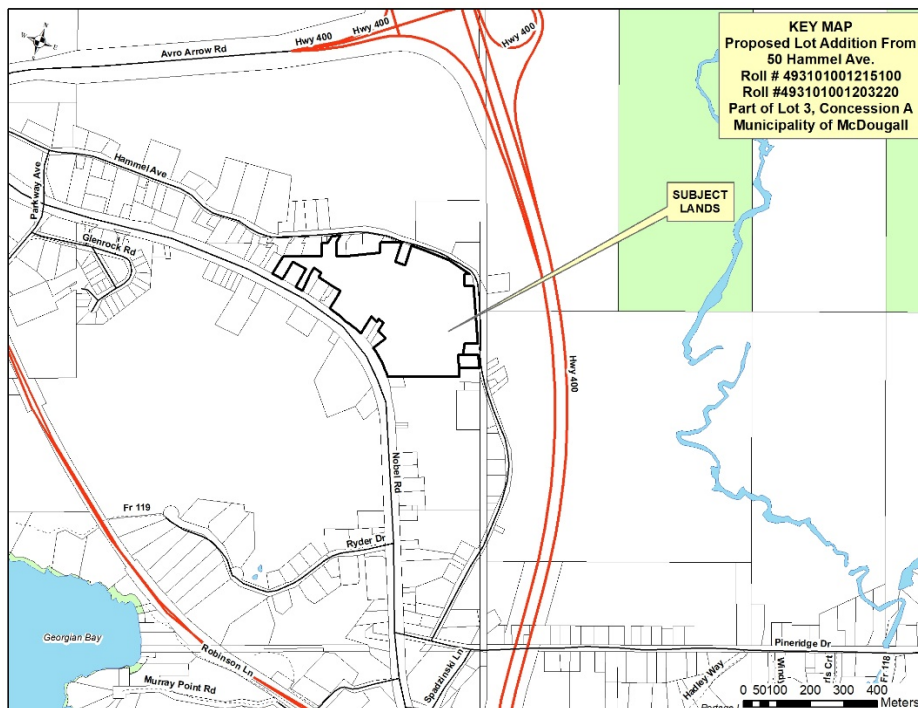 KEY MAP
Proposed Lot Addition From
50 Hammel Ave.
Roll # 493101001215100
Roll #493101001203220
Part of Lot 3, Concession A
Municipality of McDougall
N
E
S
W
Hwy 400
Hwy 400
Hwy 400
Avro Arrow Rd
Hammel Ave
Parkway Ave
Glenrock Rd
SUBJECT
LANDS
Hwy 400
Nobel Rd
Fr 119
Ryder Dr
Georgian Bay
Robinson Ln
Spadzinski Ln
Murray Point Rd
Pineridge Dr
Hadley Way
Fr 118
0 50 100 200 300 400
Meters